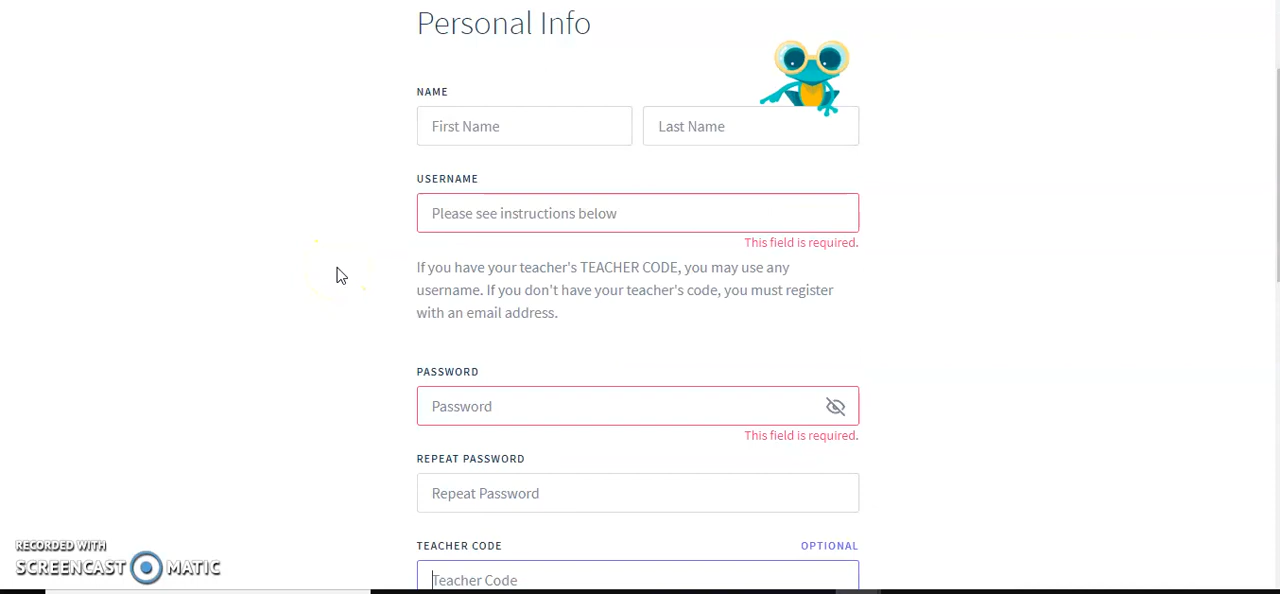 Personal Info
NAME
First Name
Last Name
USERNAME
Please see instructions below
This field is required.
If you have your teacher's TEACHER CODE, you may use any
username. If you don't have your teacher's code, you must register
with an email address.
PASSWORD
Password
This field is required.
REPEAT PASSWORD
Repeat Password
TEACHER CODE
OPTIONAL
Teacher Code
RECORDED WITH
SCREENCAST MATIC